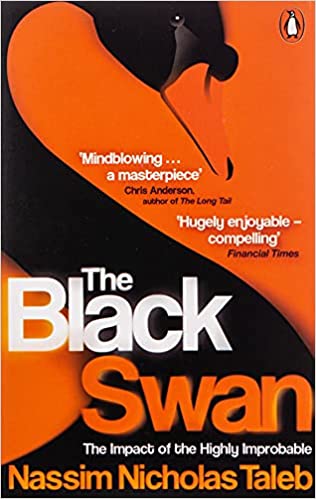 'Mindblowing ...
a masterpiece'
Chris Anderson,
author of The Long Tail
'Hugely enjoyable –
compelling'
Financial Times
The
Black
Swan
The Impact of the Highly Improbable
Nassim Nicholas Taleb